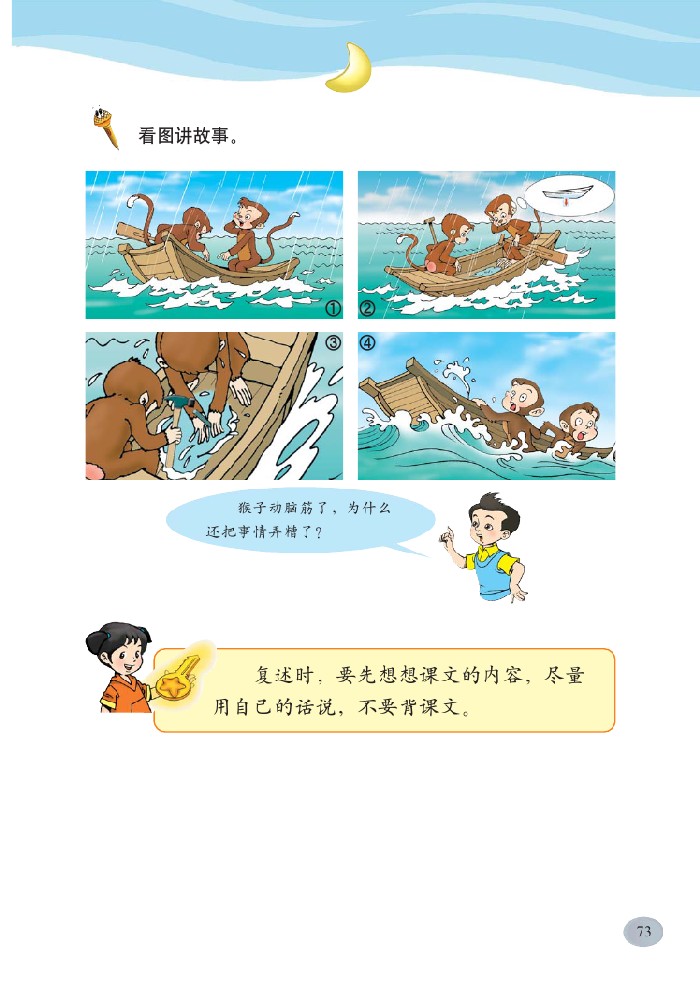 看图讲故事。
①
②
③
④
猴子动脑筋了，为什么
还把事情弄糟了？
复述时，要先想想课文的内容，尽量
用自己的话说，不要背课文。
73